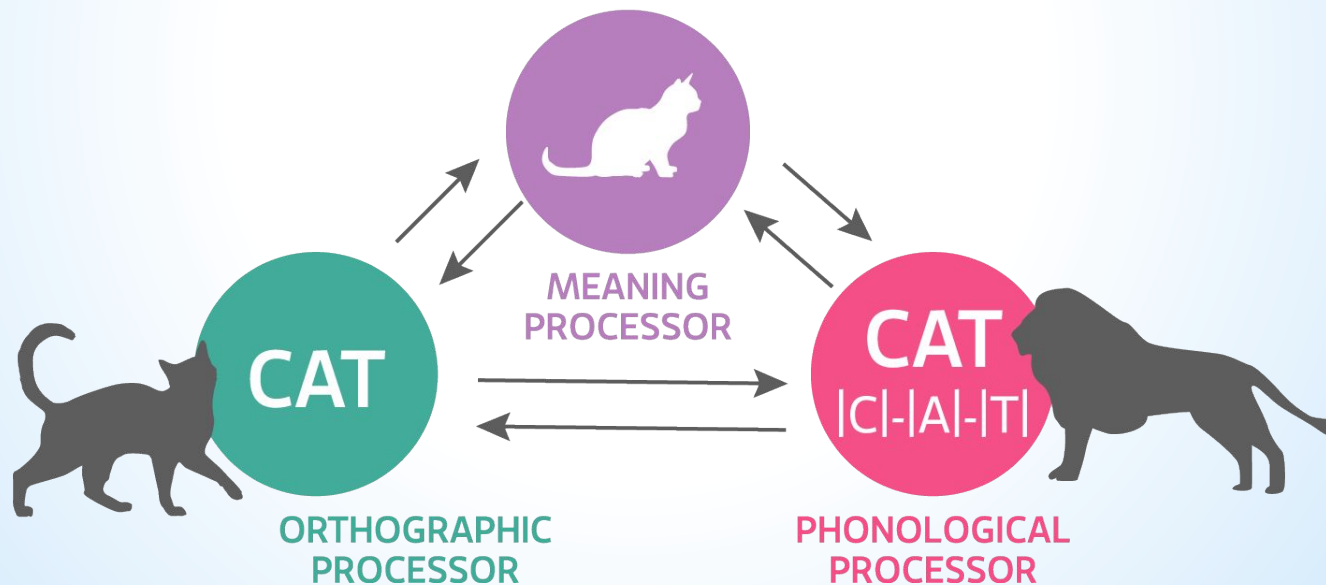 MEANING
PROCESSOR
CAT
CAT
|C|-|A|-|T|
ORTHOGRAPHIC
PROCESSOR
PHONOLOGICAL
PROCESSOR